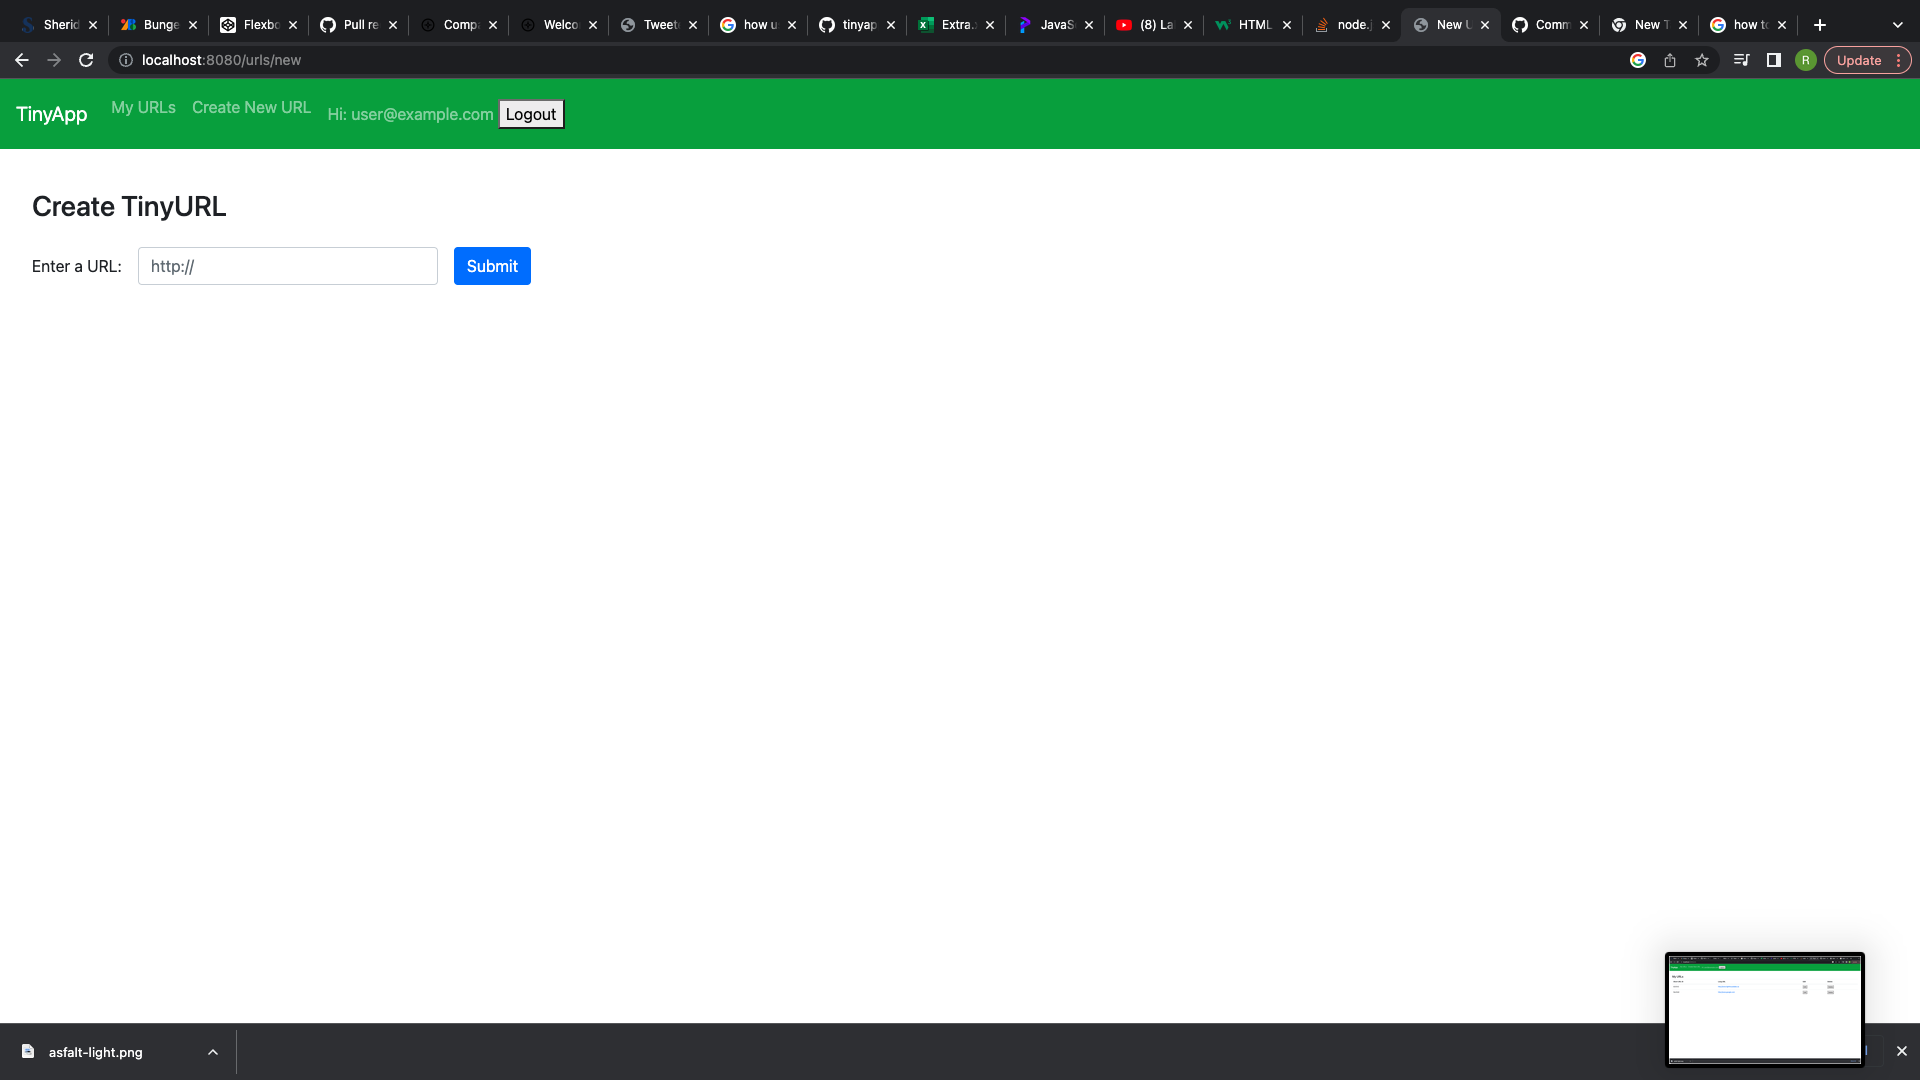 Sherid
Bunge
Flexbo
Pull re
Compa
Welco
Tweet
how u
tinyap
Extra.
JavaS
(8) La
HTML
node.j
New U
Comm
New T
how to
localhost:8080/urls/new
R
Update
TinyApp
My URLs
Create New URL
Hi: user@example.com
Logout
Create TinyURL
Enter a URL:
http://
Submit
asfalt-light.png